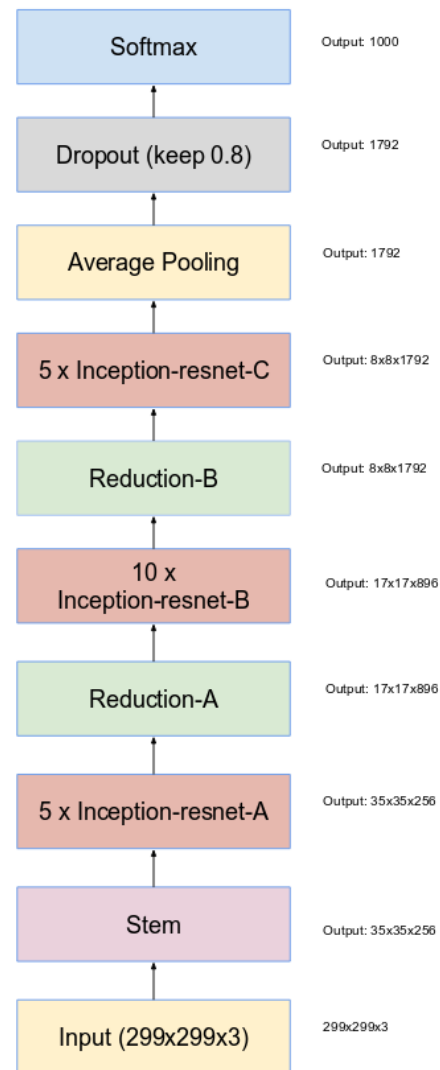 Softmax
Output: 1000
Dropout (keep 0.8)
Output: 1792
Average Pooling
Output: 1792
5 x Inception-resnet-C
Output: 8x8x1792
Reduction-B
Output: 8x8x1792
10 x
Inception-resnet-B
Output: 17x17x896
Reduction-A
Output: 17x17x896
5 x Inception-resnet-A
Output: 35x35x256
Stem
Output: 35x35x256
Input (299x299x3)
299x299x3